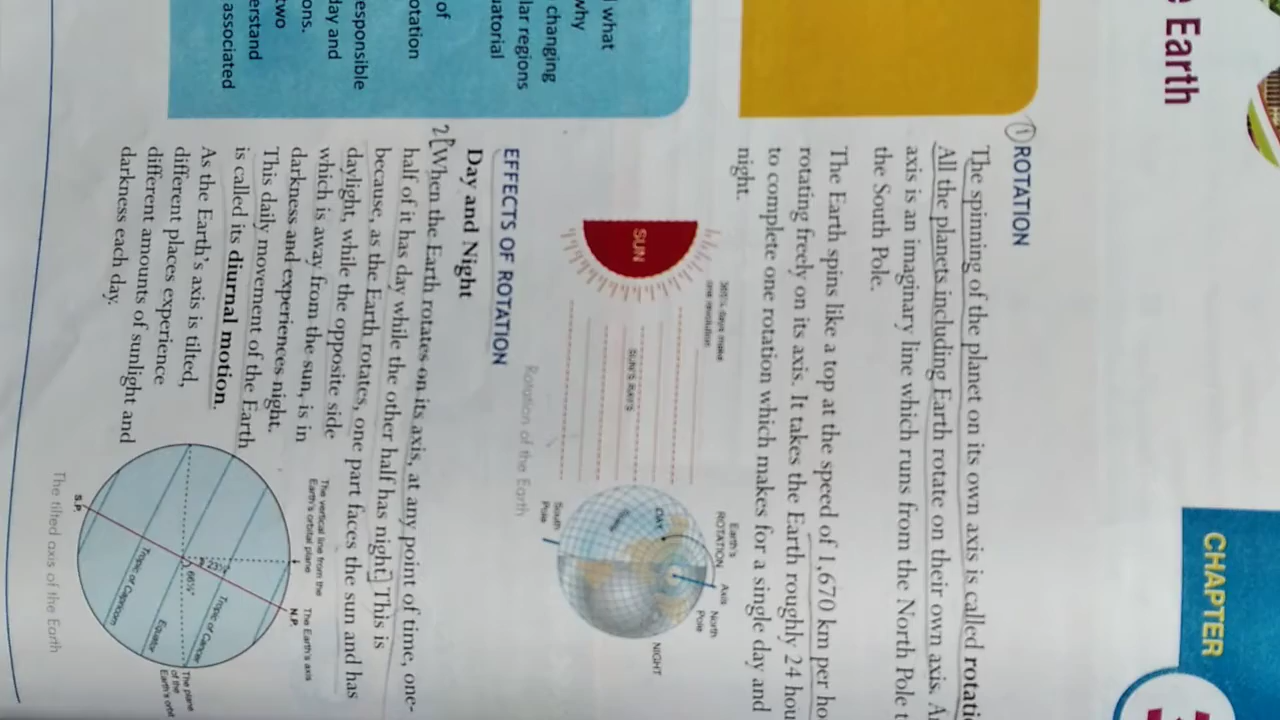 Earth
CHAPTER
what
why
changing
lar regions
uatorial
of
otation
esponsible
day and
ons.
two
erstand
associated
1 ROTATION
The spinning of the planet on its own axis is called rotati
All the planets including Earth rotate on their own axis. A
axis is an imaginary line which runs from the North Pole t
the South Pole.
The Earth spins like a top at the speed of 1,670 km per ho
rotating freely on its axis. It takes the Earth roughly 24 hou
to complete one rotation which makes for a single day and
night.
365¼ days make
one revolution
SUN
SUN'S RAYS
Earth's
ROTATION
Axis
North
Pole
DAY
NIGHT
South
Pole
Rotation of the Earth
EFFECTS OF ROTATION
Day and Night
2 [When the Earth rotates on its axis, at any point of time, one-
half of it has day while the other half has night.] This is
because, as the Earth rotates, one part faces the sun and has
daylight, while the opposite side
which is away from the sun, is in
darkness and experiences night.
This daily movement of the Earth
is called its diurnal motion.
As the Earth's axis is tilted,
different places experience
different amounts of sunlight and
darkness each day.
The vertical line from the
Earth's orbital plane
The Earth's axis
N.P.
66½°
Tropic of Cancer
Equator
Tropic of Capricorn
S.P.
The plane
of the
Earth's orbit
The tilted axis of the Earth